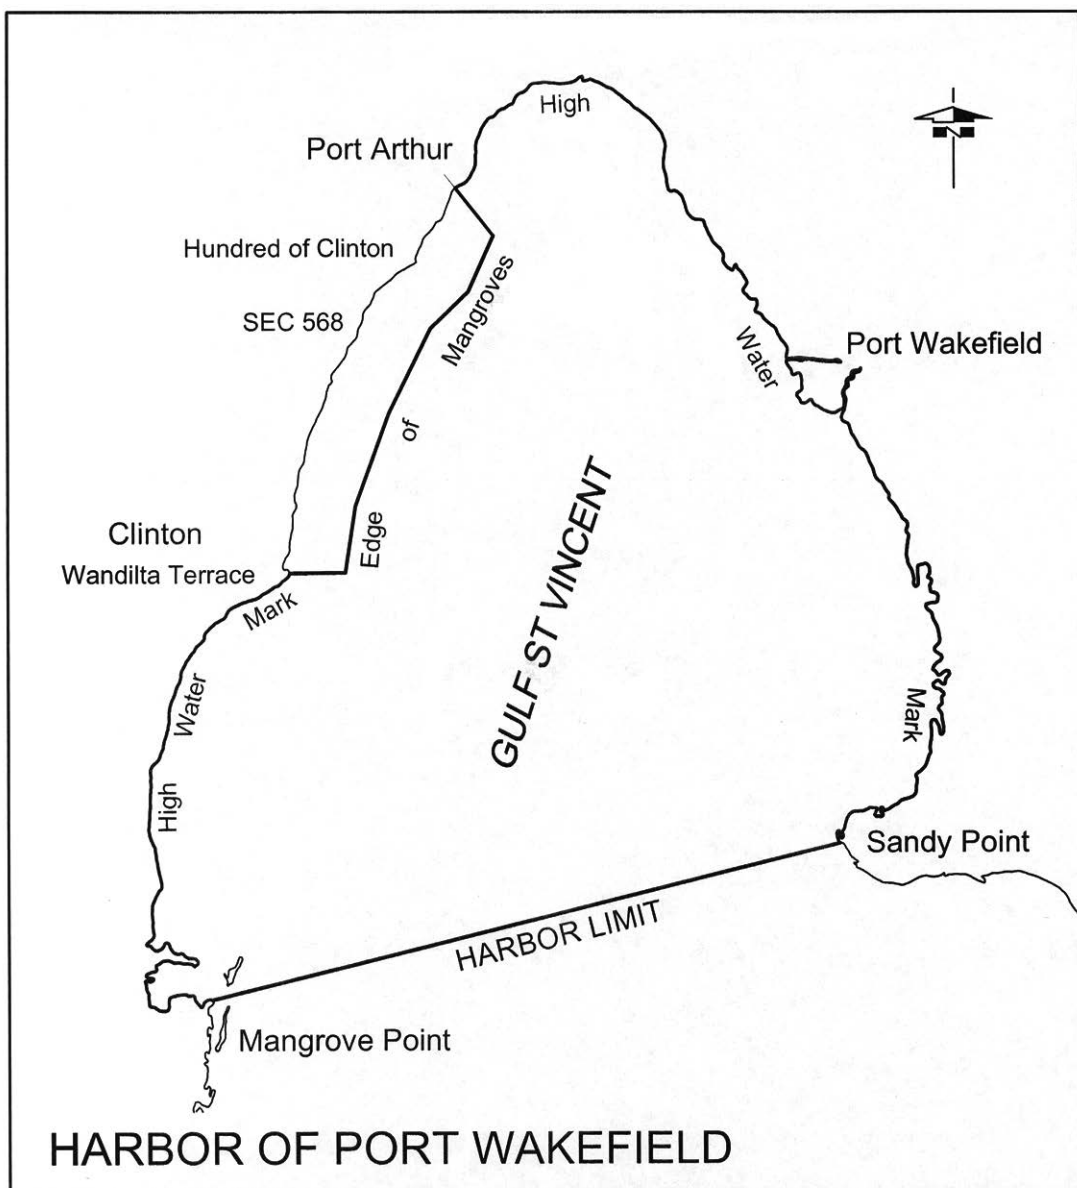 High
Port Arthur
Hundred of Clinton
SEC 568
Mangroves
of
Edge
Water
Port Wakefield
Clinton
Wandilta Terrace
Mark
Water
High
GULF ST VINCENT
Mark
Sandy Point
HARBOR LIMIT
Mangrove Point
N
HARBOR OF PORT WAKEFIELD